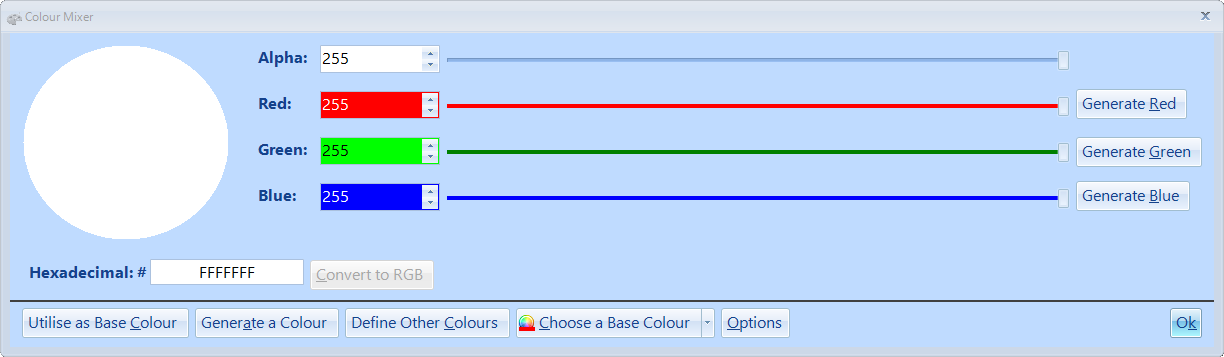 Colour Mixer
Alpha: 255
Red: 255 Generate Red
Green: 255 Generate Green
Blue: 255 Generate Blue
Hexadecimal: # FFFFFFF Convert to RGB
Utilise as Base Colour Generate a Colour Define Other Colours Choose a Base Colour Options Ok